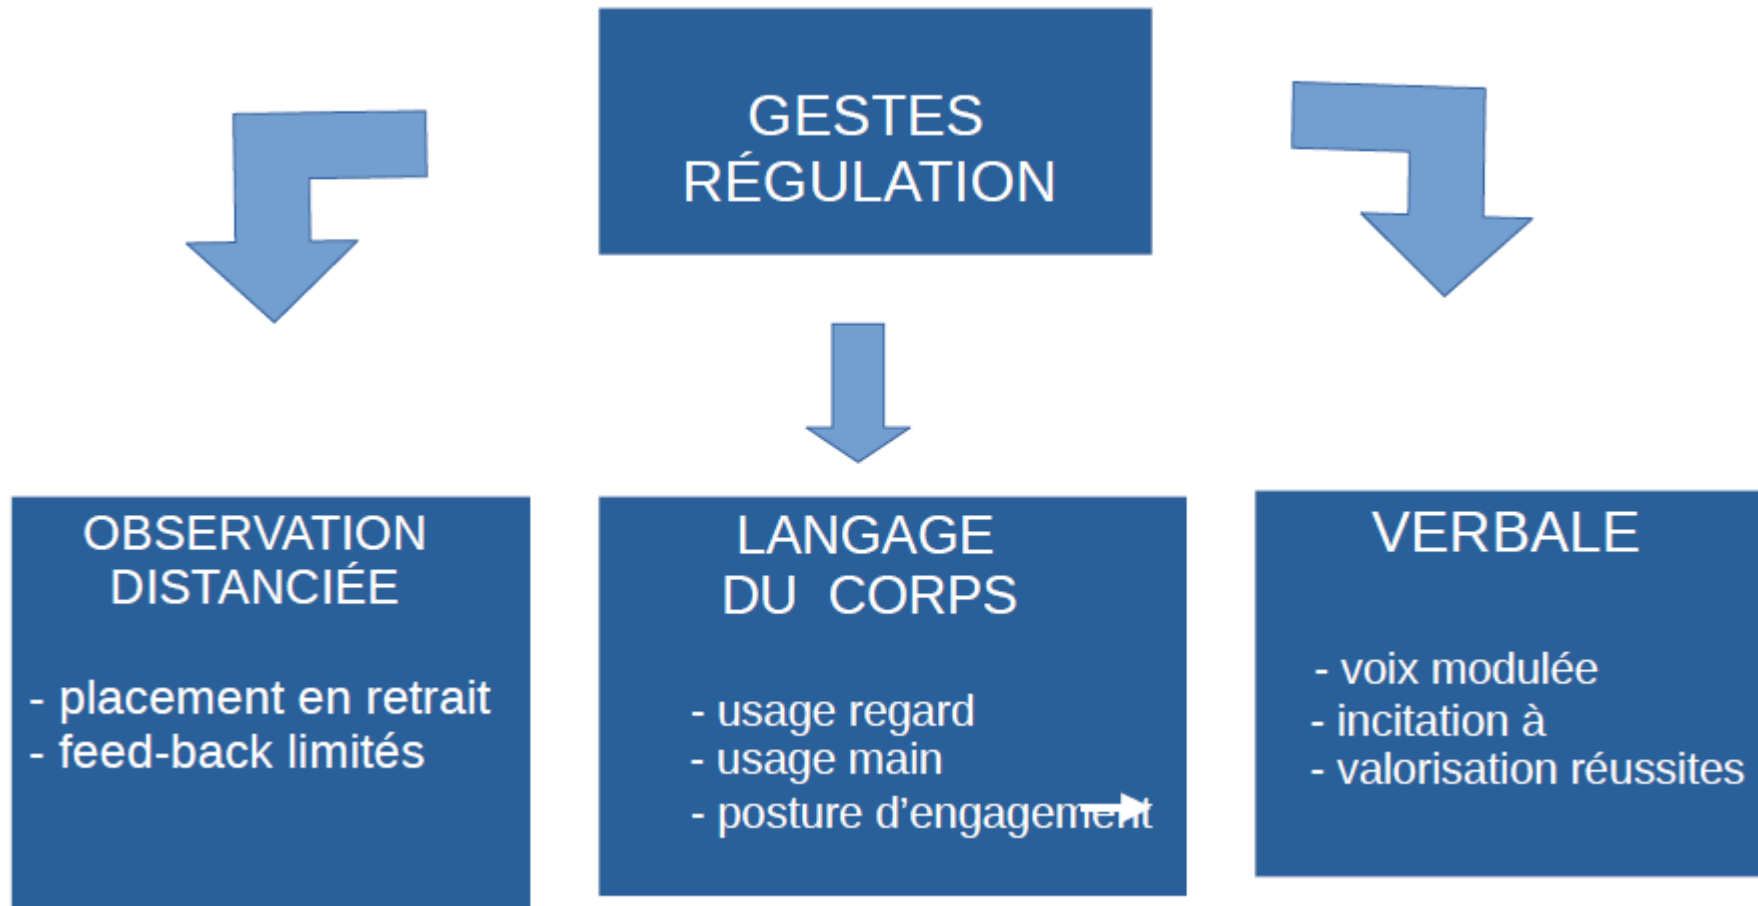 GESTES
RÉGULATION
OBSERVATION
DISTANCIÉE
- placement en retrait
- feed-back limités
LANGAGE
DU CORPS
- usage regard
- usage main
- posture d’engagement
VERBALE
- voix modulée
- incitation à
- valorisation réussites